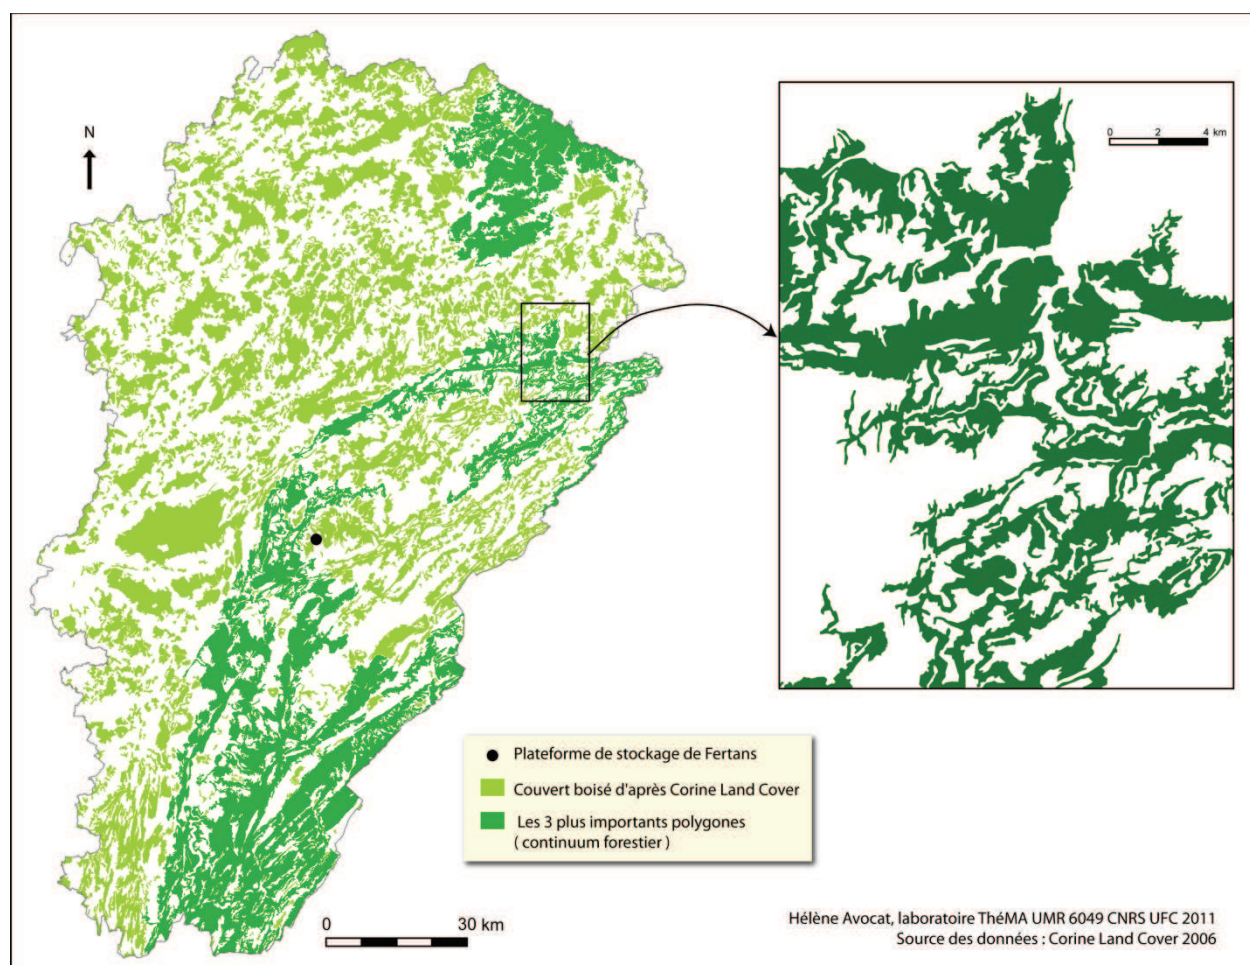 N
0 2 4 km
Plateforme de stockage de Fertans
Couvert boisé d'après Corine Land Cover
Les 3 plus importants polygones
( continuum forestier )
0 30 km
Hélène Avocat, laboratoire ThéMA UMR 6049 CNRS UFC 2011
Source des données : Corine Land Cover 2006